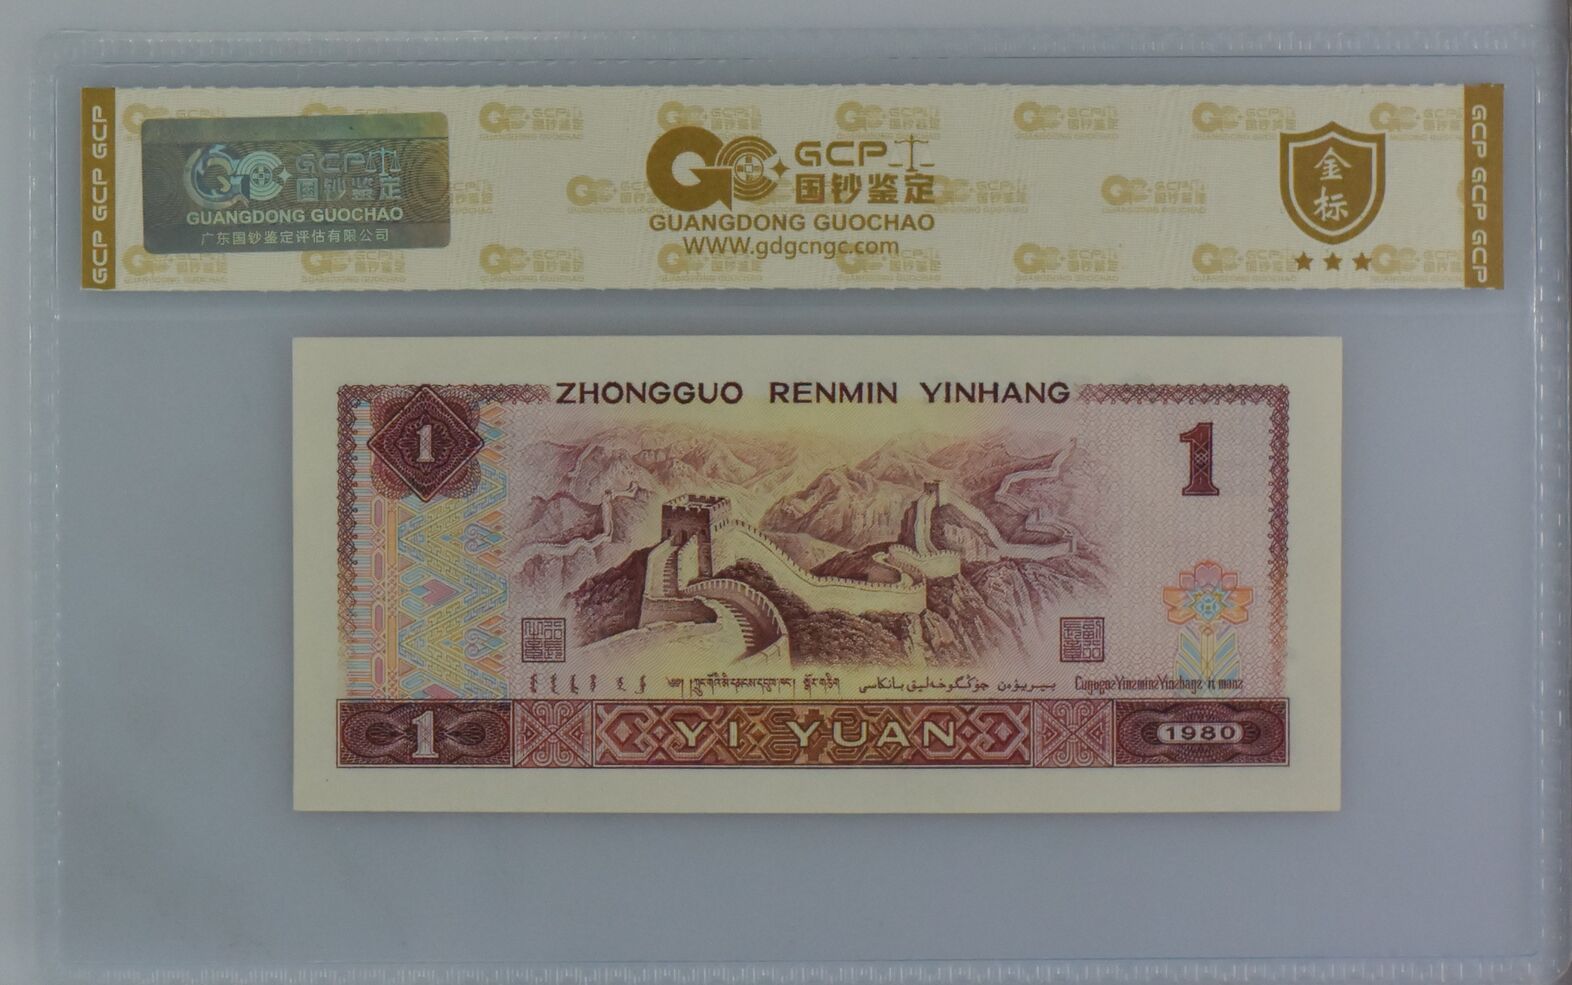 GCP GCP GCP
GCP
国钞鉴定
GUANGDONG GUOCHAO
广东国钞鉴定评估有限公司
GCP
国钞鉴定
GUANGDONG GUOCHAO
WWW.gdgcngc.com
金标
GCP GCP GCP
ZHONGGUO RENMIN YINHANG
1
1
1
YI YUAN
1980